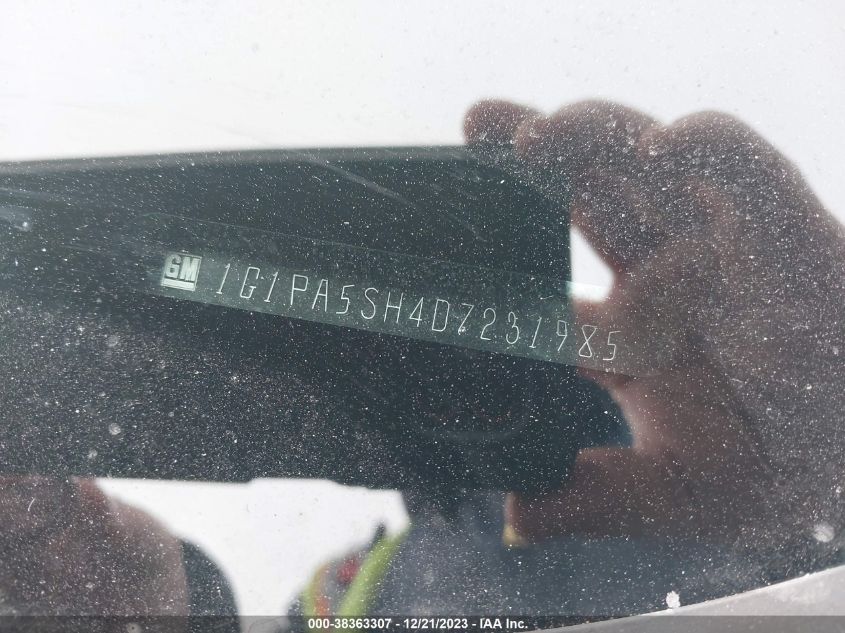 GM 1G1PA5SH4D7231985
000-38363307 - 12/21/2023 - IAA Inc.